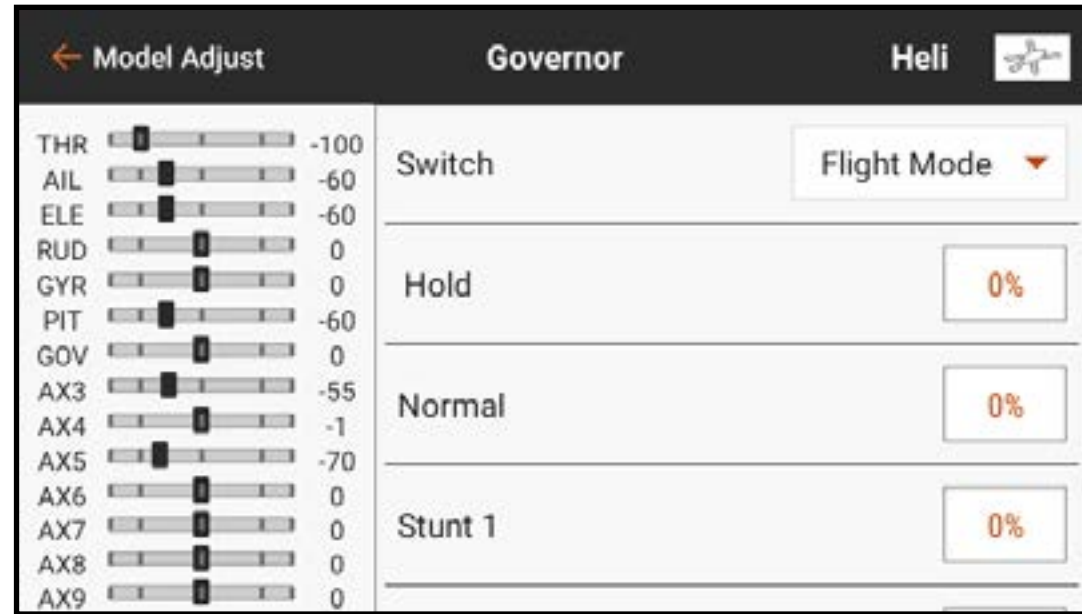 Model Adjust Governor Heli
THR -100
AIL -60
ELE -60
RUD 0
GYR 0
PIT -60
GOV 0
AX3 -55
AX4 -1
AX5 -70
AX6 0
AX7 0
AX8 0
AX9 0
Switch Flight Mode
Hold 0%
Normal 0%
Stunt 1 0%